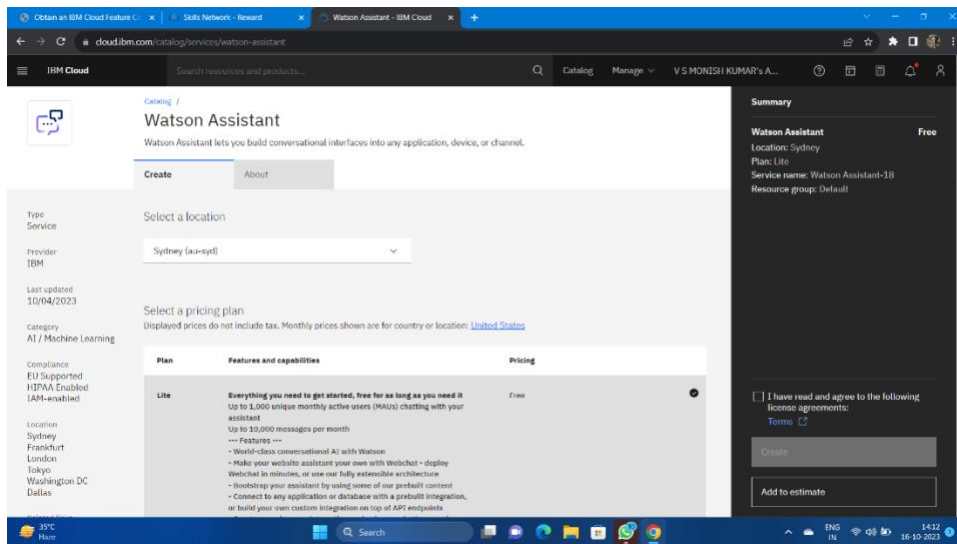 Obtain an IBM Cloud Feature Co
Skills Network - Reward
Watson Assistant - IBM Cloud
cloud.ibm.com/catalog/services/watson-assistant
IBM Cloud
Search resources and products...
Catalog
Manage
V S MONISH KUMAR's A...
Catalog /
Watson Assistant
Watson Assistant lets you build conversational interfaces into any application, device, or channel.
Create
About
Type
Service
Provider
IBM
Last updated
10/04/2023
Category
AI / Machine Learning
Compliance
EU Supported
HIPAA Enabled
IAM-enabled
Location
Sydney
Frankfurt
London
Tokyo
Washington DC
Dallas
Select a location
Sydney (au-syd)
Select a pricing plan
Displayed prices do not include tax. Monthly prices shown are for country or location: United States
Plan
Features and capabilities
Pricing
Lite
Everything you need to get started, free for as long as you need it
Free
Up to 1,000 unique monthly active users (MAUs) chatting with your
assistant
Up to 10,000 messages per month
--- Features ---
- World-class conversational AI with Watson
- Make your website assistant your own with Webchat - deploy
Webchat in minutes, or use our fully extensible architecture
- Bootstrap your assistant by using some of our prebuilt content
- Connect to any application or database with a prebuilt integration,
or build your own custom integration on top of API endpoints
Summary
Watson Assistant Free
Location: Sydney
Plan: Lite
Service name: Watson Assistant-18
Resource group: Default
I have read and agree to the following
license agreements:
Terms
Create
Add to estimate
35°C
Haze
Search
ENG
IN
14:12
16-10-2023